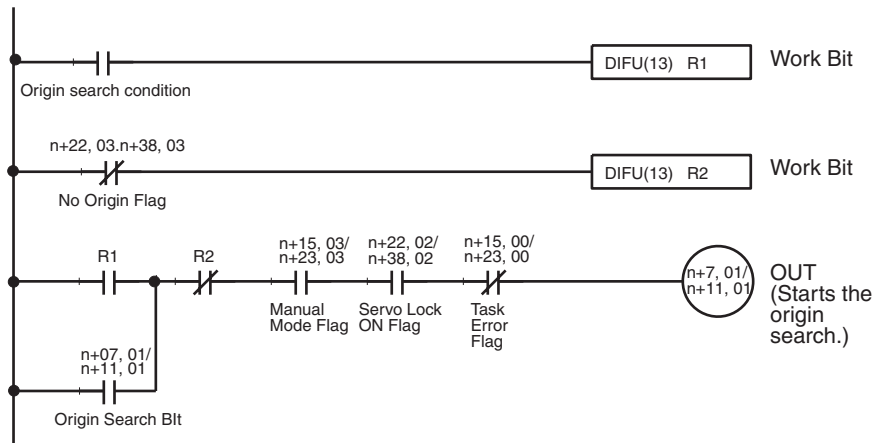 DIFU(13) R1
Work Bit
Origin search condition
n+22, 03.n+38, 03
DIFU(13) R2
Work Bit
No Origin Flag
R1
R2
n+15, 03/
n+23, 03
n+22, 02/
n+38, 02
n+15, 00/
n+23, 00
n+7, 01/
n+11, 01
OUT
(Starts the
origin
search.)
Manual
Mode Flag
Servo Lock
ON Flag
Task
Error
Flag
n+07, 01/
n+11, 01
Origin Search BIt